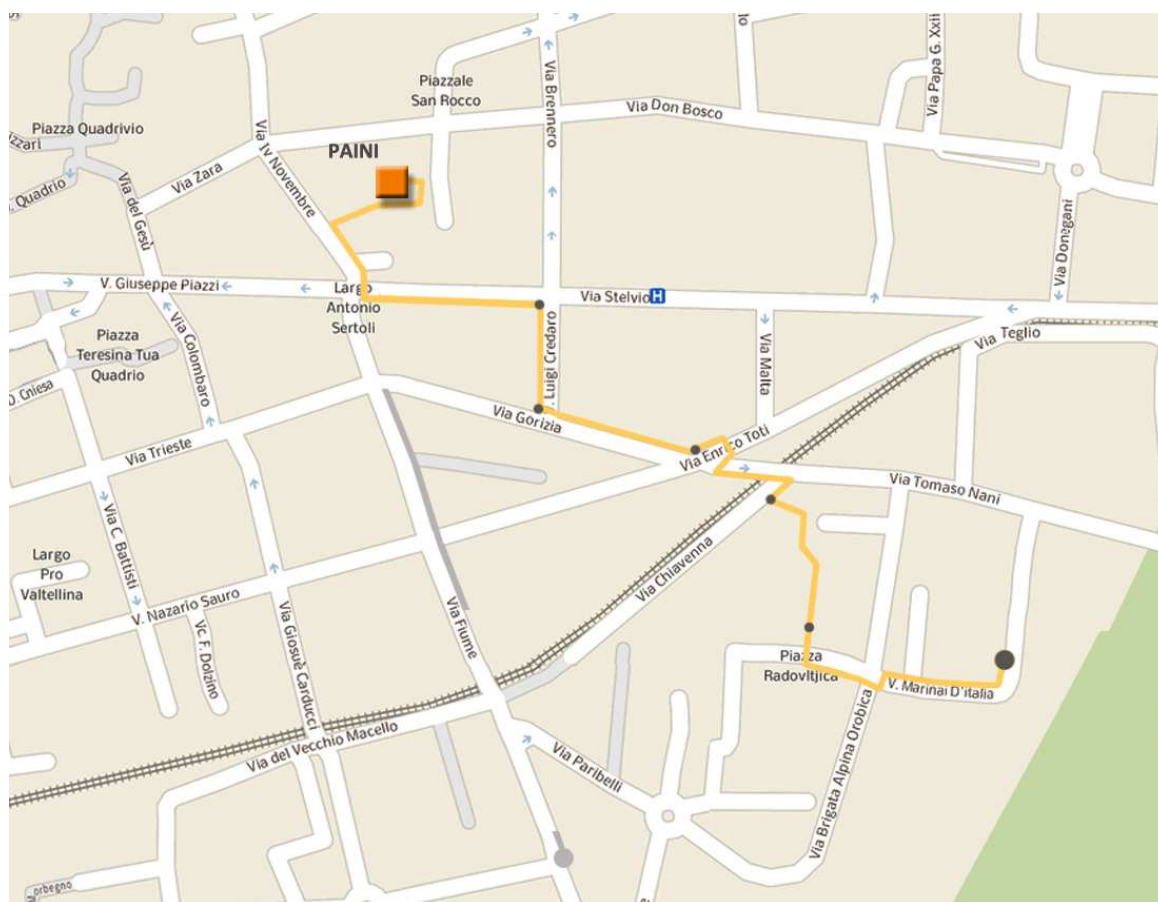 Piazzale
San Rocco
Via Brennero
Via Don Bosco
Via Papa G. Xxiii
Piazza Quadrivio
PAINI
Via Iv Novembre
Via Zara
Quadrio
Via del Gesù
Via Donegani
V. Giuseppe Piazzi
Largo
Antonio
Sertoli
Via Stelvio H
Piazza
Teresina Tua
Quadrio
Via Colombaro
Luigi Credaro
Via Malta
Via Teglio
Via Gorizia
Via Trieste
Via Enrico Toti
Via Tomaso Nani
Via C. Battisti
Largo
Pro
Valtellina
Via Chiavenna
V. Nazario Sauro
Vc. F. Dolzino
Via Giosuè Carducci
Via Fiume
Piazza
Radovltjica
V. Marinai D'italia
Via del Vecchio Macello
Via Paribelli
Via Brigata Alpina Orobica